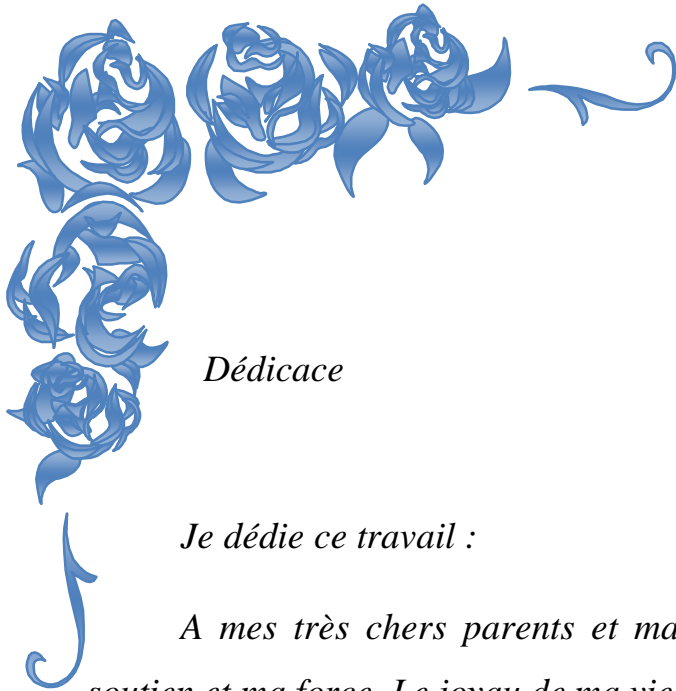 Dédicace
Je dédie ce travail :
A mes très chers parents et ma
soutien et ma force. Le joyau de ma vie